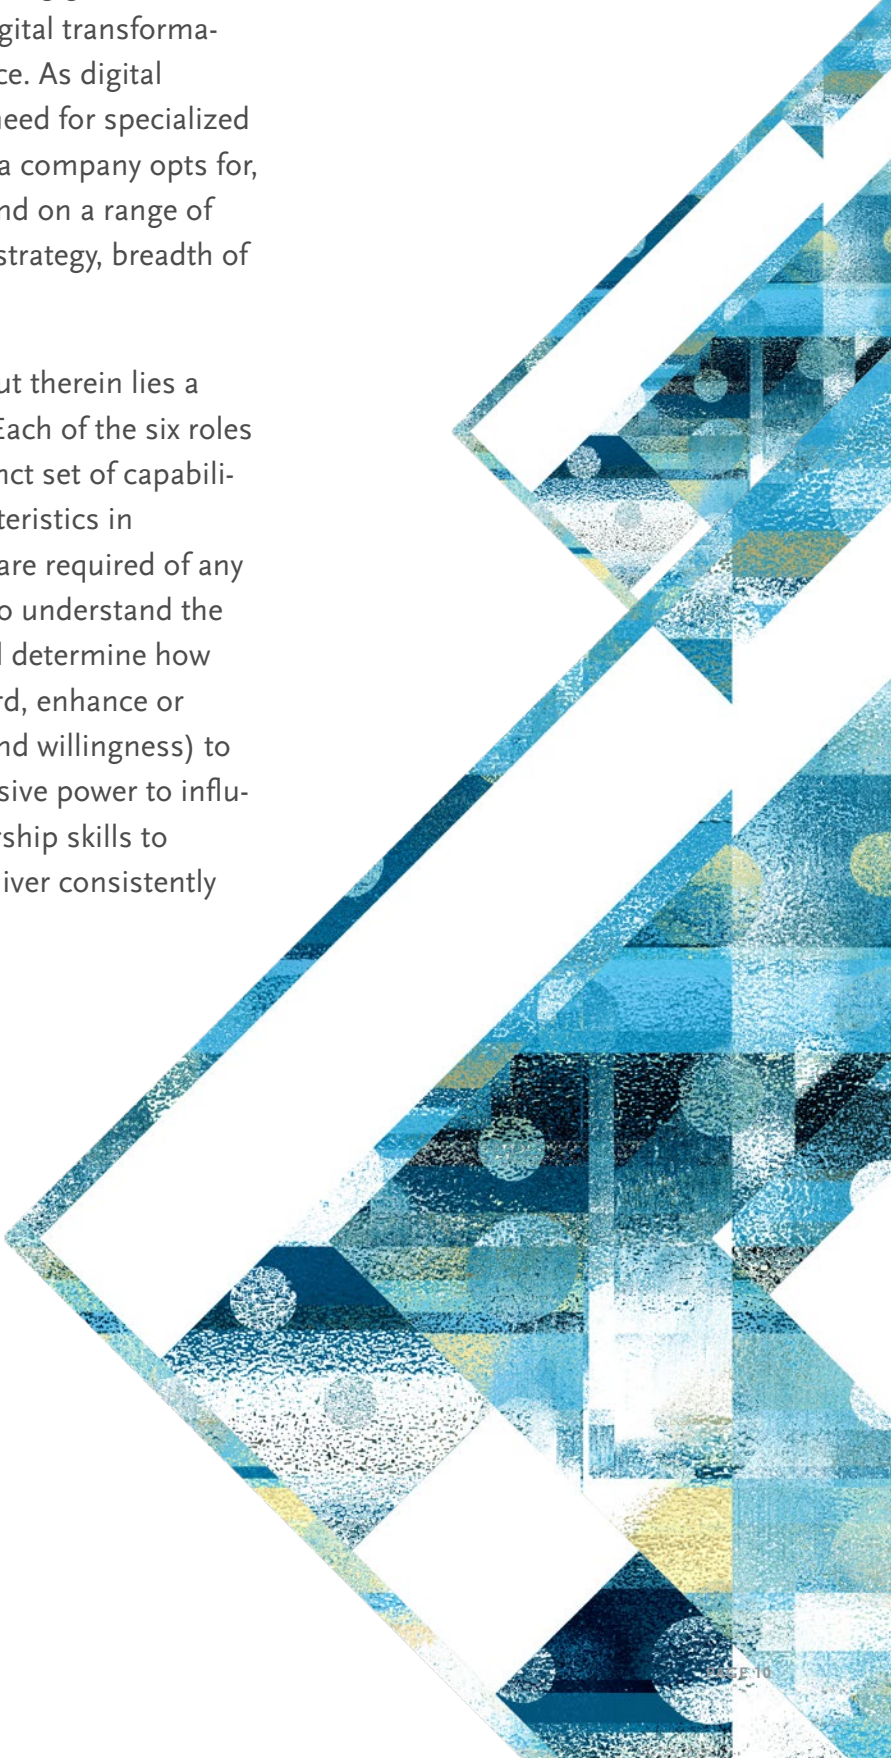 gital transforma-
ce. As digital
need for specialized
a company opts for,
nd on a range of
strategy, breadth of
ut therein lies a
Each of the six roles
nct set of capabili-
teristics in
are required of any
o understand the
determine how
rd, enhance or
nd willingness) to
sive power to influ-
rship skills to
iver consistently
PAGE 10